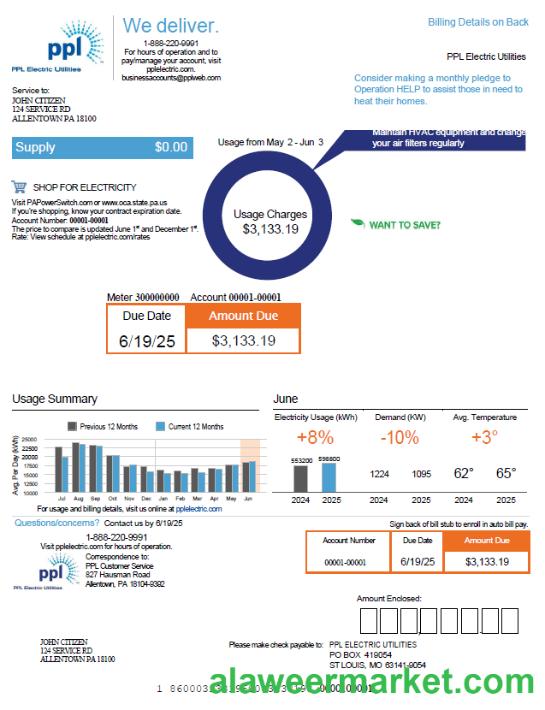 ppl
PPL Electric Utilities
We deliver.
1-888-220-9991
For hours of operation and to
pay/manage your account, visit
pplelectric.com.
businessaccounts@pplweb.com
Billing Details on Back
PPL Electric Utilities
Consider making a monthly pledge to
Operation HELP to assist those in need to
heat their homes.
Service to:
JOHN CITIZEN
124 SERVICE RD
ALLENTOWN PA 18100
Supply $0.00
Usage from May 2 - Jun 3
Maintain HVAC equipment and change
your air filters regularly
SHOP FOR ELECTRICITY
Visit PAPowerSwitch.com or www.oca.state.pa.us
If you're shopping, know your contract expiration date.
Account Number: 00001-00001
The price to compare is updated June 1st and December 1st.
Rate: View schedule at pplelectric.com/rates
Usage Charges
$3,133.19
WANT TO SAVE?
Meter 300000000 Account 00001-00001
Due Date Amount Due
6/19/25 $3,133.19
Usage Summary
Previous 12 Months Current 12 Months
Avg. Per Day (kWh)
25000
22500
20000
17500
15000
12500
10000
Jul Aug Sep Oct Nov Dec Jan Feb Mar Apr May Jun
For usage and billing details, visit us online at pplelectric.com
June
Electricity Usage (kWh) Demand (KW) Avg. Temperature
+8% -10% +3°
553200 596800
1224 1095 62° 65°
2024 2025 2024 2025 2024 2025
Questions/concerns? Contact us by 6/19/25
1-888-220-9991
Visit pplelectric.com for hours of operation.
ppl
PPL Electric Utilities
Correspondence to:
PPL Customer Service
827 Hausman Road
Allentown, PA 18104-9392
Sign back of bill stub to enroll in auto bill pay.
Account Number Due Date Amount Due
00001-00001 6/19/25 $3,133.19
Amount Enclosed:
JOHN CITIZEN
124 SERVICE RD
ALLENTOWN PA 18100
Please make check payable to: PPL ELECTRIC UTILITIES
PO BOX 419054
ST LOUIS, MO 63141-9054
alaweermarket.com